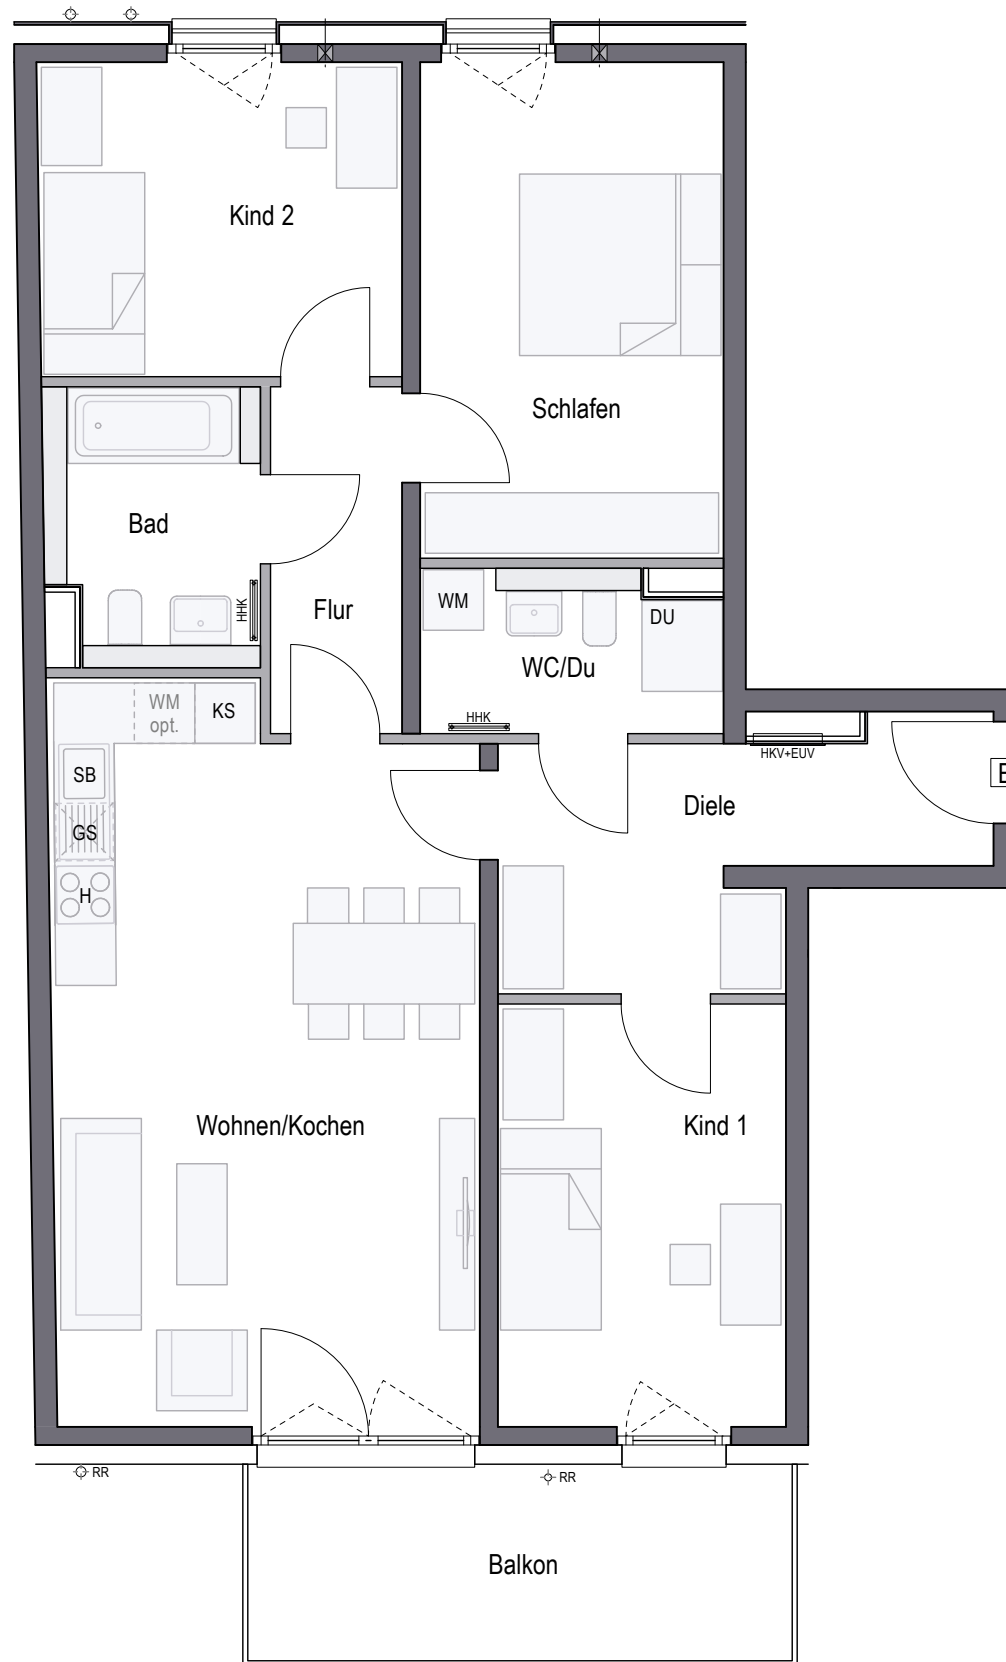 Kind 2
Schlafen
Bad
Flur
HHK
WM
DU
WC/Du
HHK
WM
opt.
KS
SB
GS
H
HKV+EUV
Diele
E
Wohnen/Kochen
Kind 1
RR
RR
Balkon